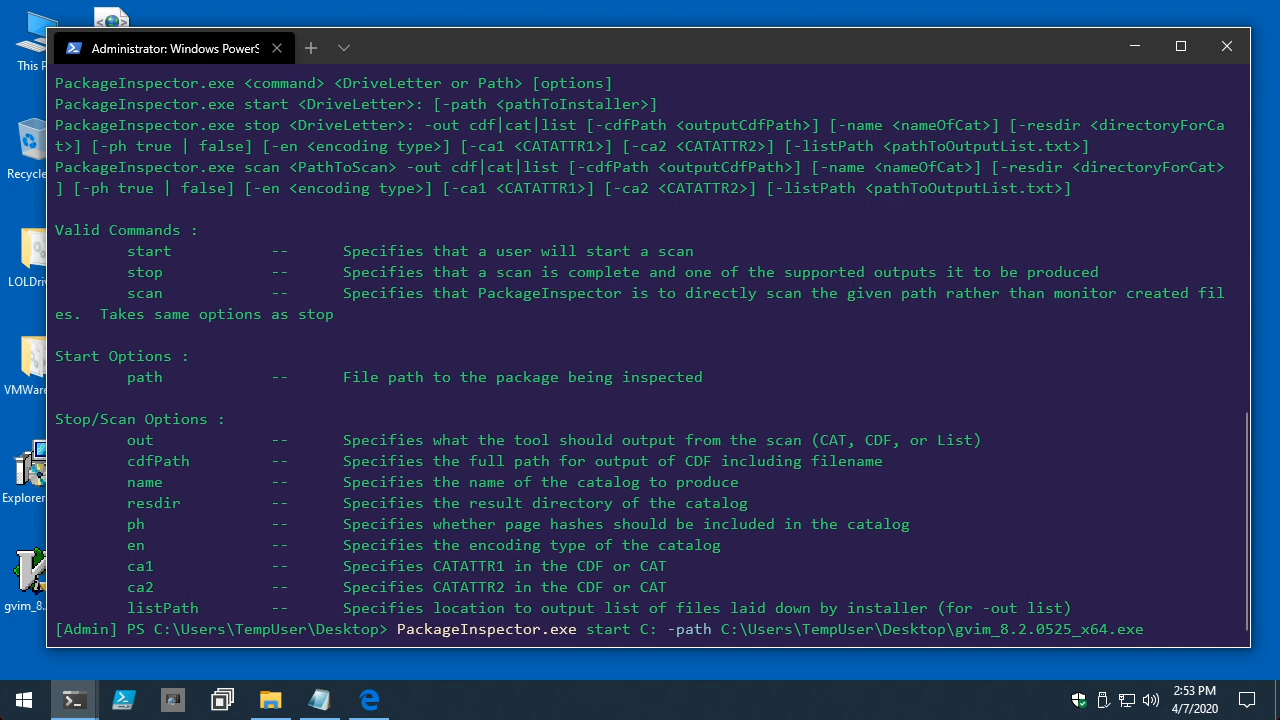 This P
Administrator: Windows PowerS
PackageInspector.exe <command> <DriveLetter or Path> [options]
PackageInspector.exe start <DriveLetter>: [-path <pathToInstaller>]
PackageInspector.exe stop <DriveLetter>: -out cdf|cat|list [-cdfPath <outputCdfPath>] [-name <nameOfCat>] [-resdir <directoryForCa
t>] [-ph true | false] [-en <encoding type>] [-ca1 <CATATTR1>] [-ca2 <CATATTR2>] [-listPath <pathToOutputList.txt>]
PackageInspector.exe scan <PathToScan> -out cdf|cat|list [-cdfPath <outputCdfPath>] [-name <nameOfCat>] [-resdir <directoryForCat>
] [-ph true | false] [-en <encoding type>] [-ca1 <CATATTR1>] [-ca2 <CATATTR2>] [-listPath <pathToOutputList.txt>]
Valid Commands :
start -- Specifies that a user will start a scan
stop -- Specifies that a scan is complete and one of the supported outputs it to be produced
scan -- Specifies that PackageInspector is to directly scan the given path rather than monitor created fil
es. Takes same options as stop
Start Options :
path -- File path to the package being inspected
Stop/Scan Options :
out -- Specifies what the tool should output from the scan (CAT, CDF, or List)
cdfPath -- Specifies the full path for output of CDF including filename
name -- Specifies the name of the catalog to produce
resdir -- Specifies the result directory of the catalog
ph -- Specifies whether page hashes should be included in the catalog
en -- Specifies the encoding type of the catalog
ca1 -- Specifies CATATTR1 in the CDF or CAT
ca2 -- Specifies CATATTR2 in the CDF or CAT
listPath -- Specifies location to output list of files laid down by installer (for -out list)
[Admin] PS C:\Users\TempUser\Desktop> PackageInspector.exe start C: -path C:\Users\TempUser\Desktop\gvim_8.2.0525_x64.exe
Recycle
LOLDriv
VMWare
Explorer
gvim_8.
2:53 PM
4/7/2020